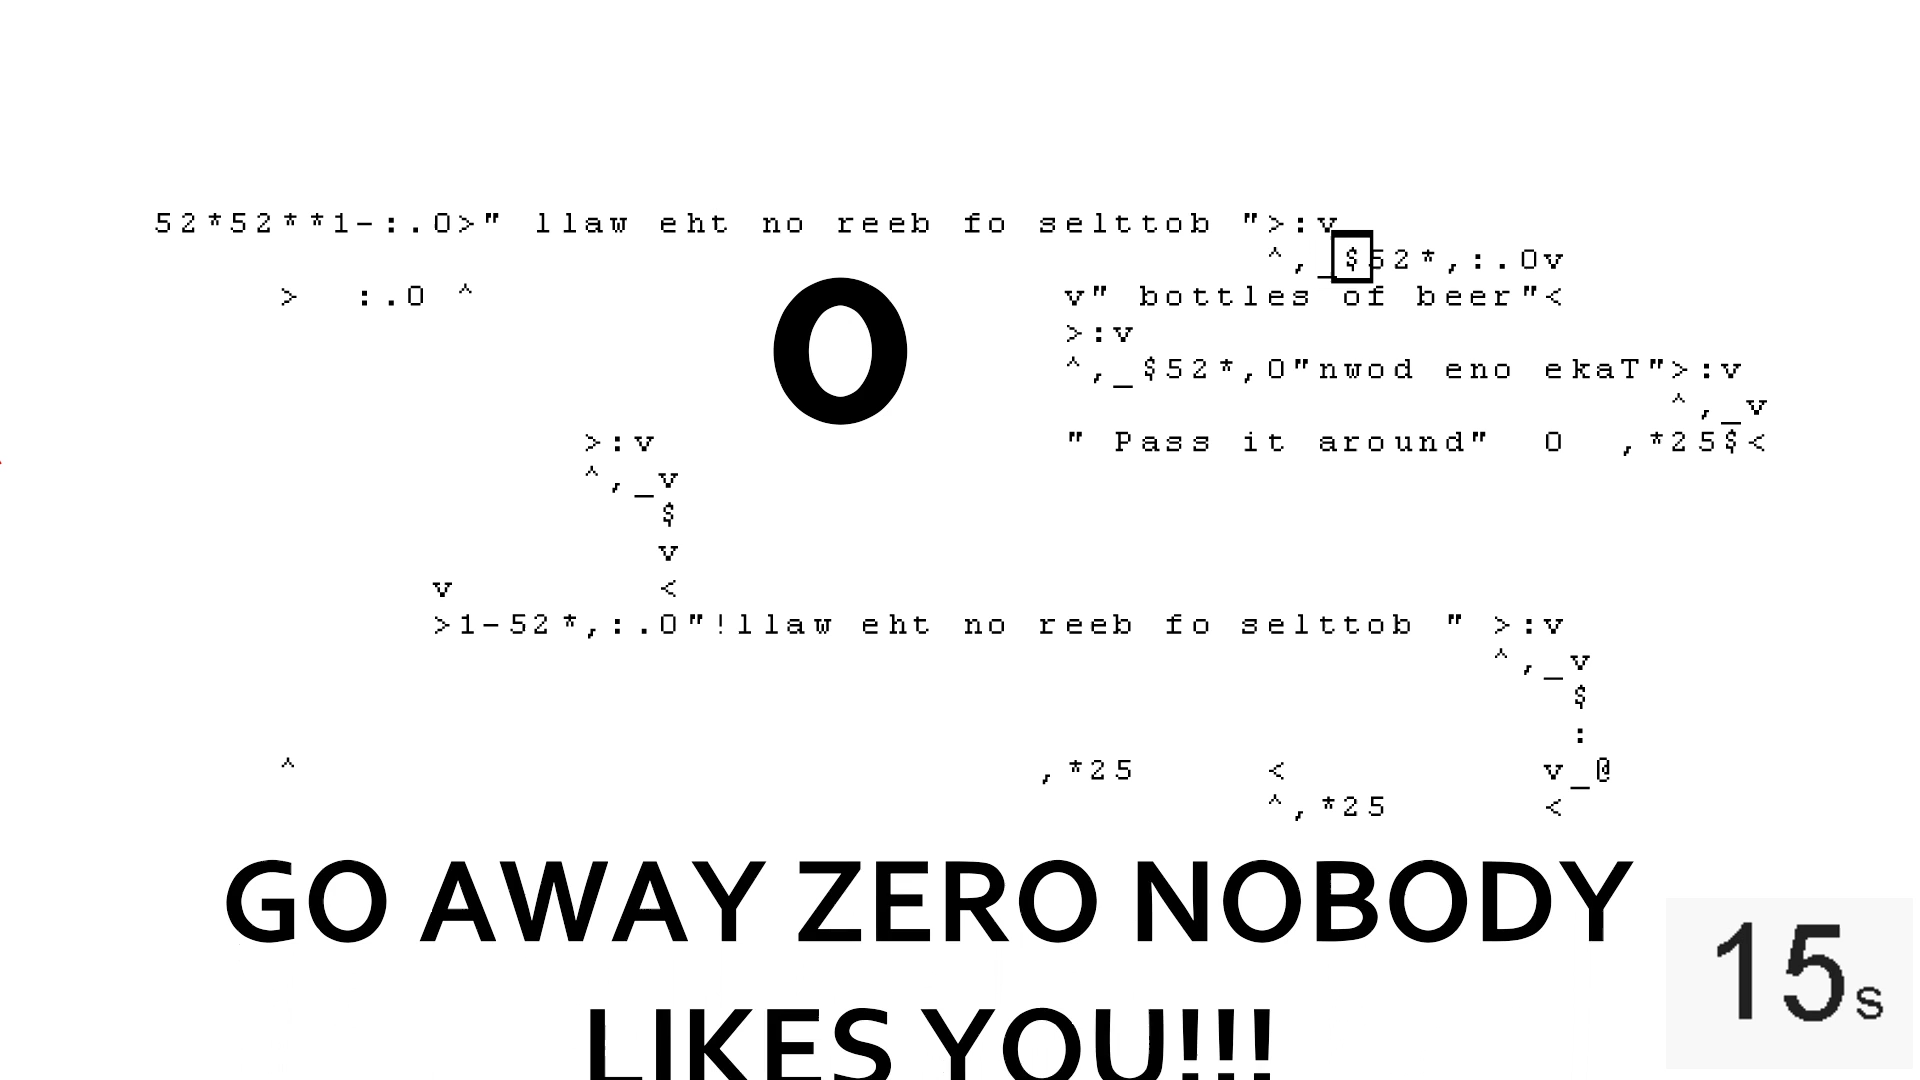 52*52**1-:.0>" llaw eht no reeb fo selttob ">:v
^,_$52*,:.0v
> :.0 ^ v" bottles of beer"<
0
>:v
^,_$52*,0"nwod eno ekaT">:v
^,_v
>:v " Pass it around" 0 ,*25$<
^,_v
$
v
v <
>1-52*,:.0"!llaw eht no reeb fo selttob " >:v
^,_v
$
:
^ ,*25 < v_@
^,*25 <
GO AWAY ZERO NOBODY
LIKES YOU!!!
15s